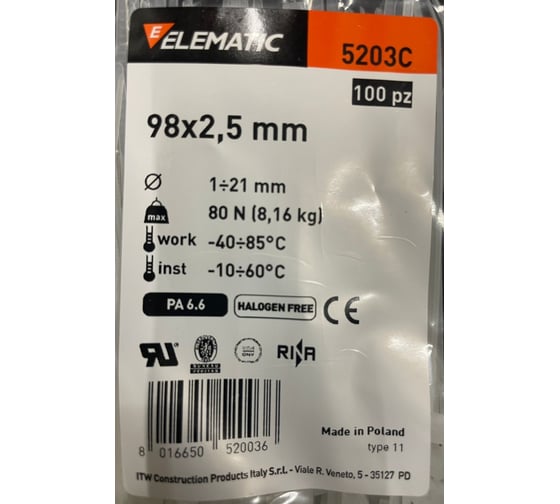 ELEMATIC
5203C
100 pz
98x2,5 mm
1÷21 mm
max 80 N (8,16 kg)
work -40÷85°C
inst -10÷60°C
PA 6.6 HALOGEN FREE CE
RINA
8 016650 520036
Made in Poland
type 11
ITW Construction Products Italy S.r.l. - Viale R. Veneto, 5 - 35127 PD